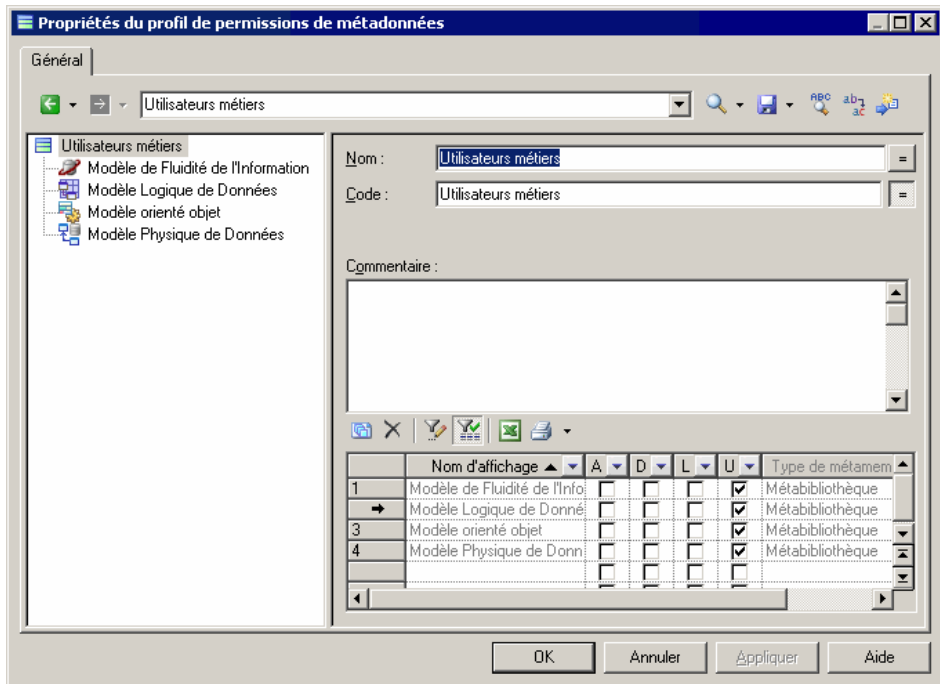 Propriétés du profil de permissions de métadonnées
Général
Utilisateurs métiers
ABC
ab
ac
Utilisateurs métiers
Modèle de Fluidité de l'Information
Modèle Logique de Données
Modèle orienté objet
Modèle Physique de Données
Nom :
Utilisateurs métiers
=
Code :
Utilisateurs métiers
=
Commentaire :
Nom d'affichage A D L U Type de métamem
1 Modèle de Fluidité de l'Info Métabibliothèque
Modèle Logique de Donné Métabibliothèque
3 Modèle orienté objet Métabibliothèque
4 Modèle Physique de Donn Métabibliothèque
OK Annuler Appliquer Aide